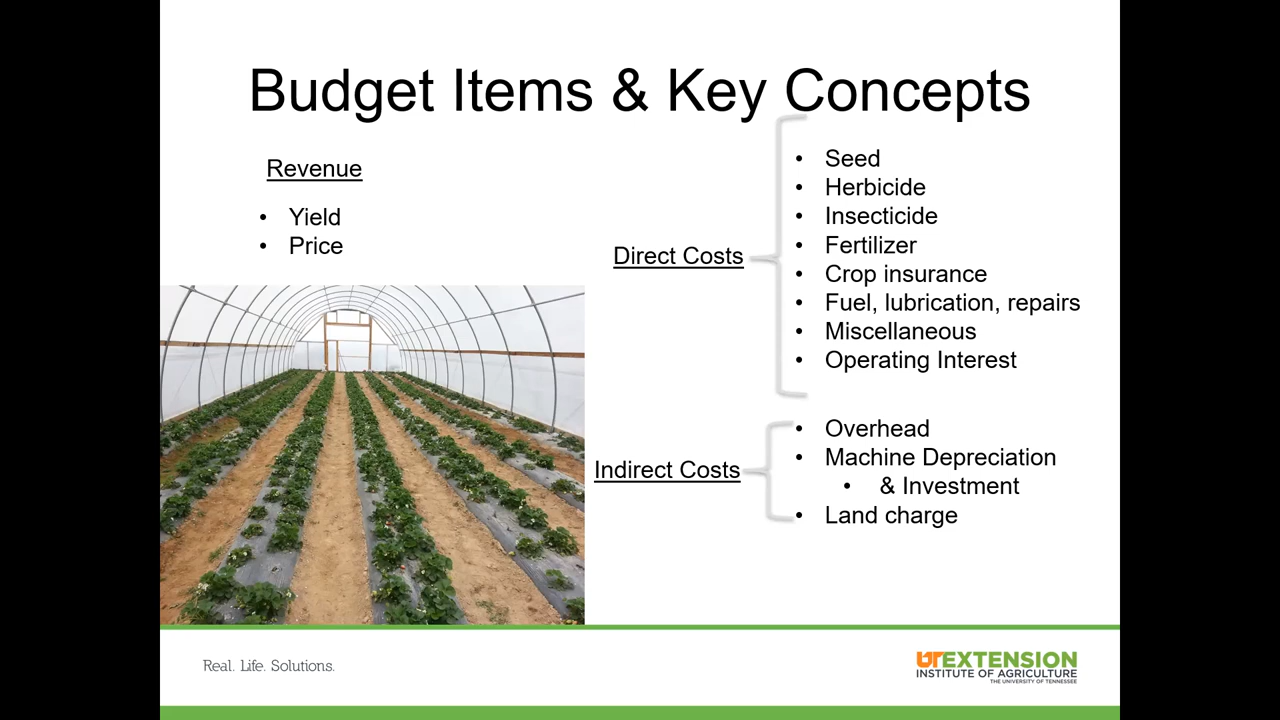 Budget Items & Key Concepts
Revenue
• Yield
• Price
Direct Costs
• Seed
• Herbicide
• Insecticide
• Fertilizer
• Crop insurance
• Fuel, lubrication, repairs
• Miscellaneous
• Operating Interest
Indirect Costs
• Overhead
• Machine Depreciation
• & Investment
• Land charge
Real. Life. Solutions.
UTEXTENSION
INSTITUTE OF AGRICULTURE
THE UNIVERSITY OF TENNESSEE